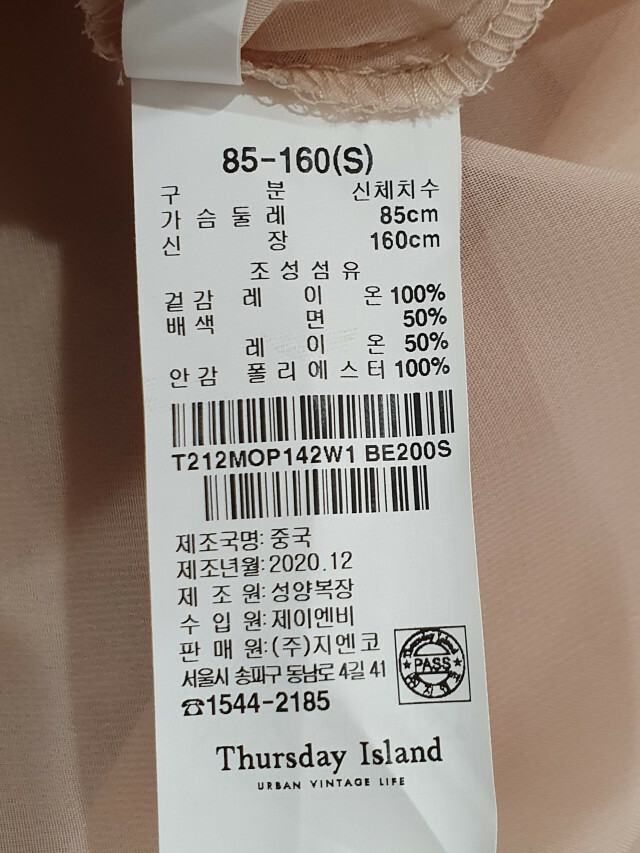 85-160(S)
구 분 신체치수
가슴둘레 85cm
신 장 160cm
조성섬유
겉감 레 이 온 100%
배색 면 50%
레 이 온 50%
안감 폴리에스터 100%
T212MOP142W1 BE200S
제조국명: 중국
제조년월: 2020.12
제 조 원: 성양복장
수 입 원: 제이엔비
판 매 원: (주)지엔코
서울시 송파구 동남로 4길 41
☎1544-2185
Thursday Island
PASS
Thursday Island
URBAN VINTAGE LIFE